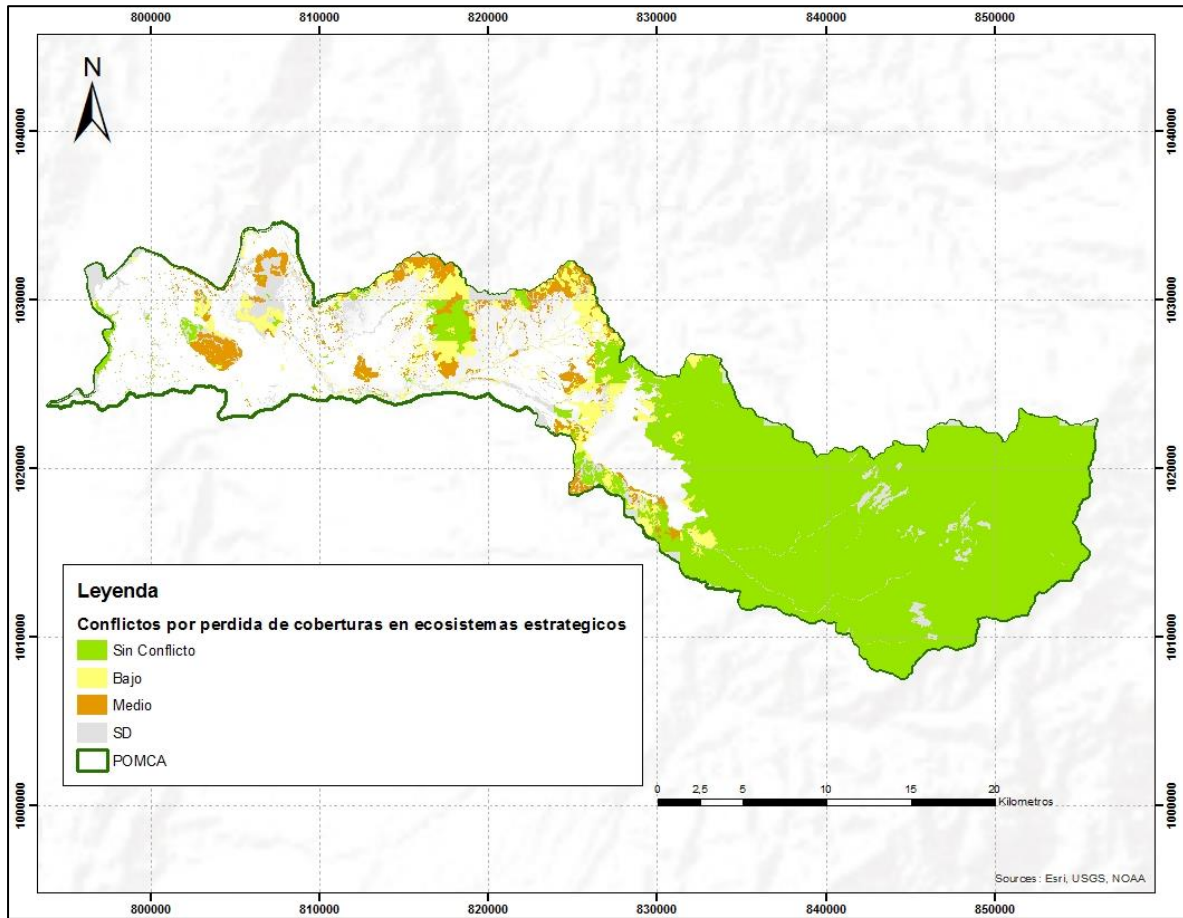 800000 810000 820000 830000 840000 850000
N
1040000 1040000
1030000 1030000
1020000 1020000
1010000 1010000
1000000 1000000
Leyenda
Conflictos por perdida de coberturas en ecosistemas estrategicos
Sin Conflicto
Bajo
Medio
SD
POMCA
0 2,5 5 10 15 20
Kilometros
Sources: Esri, USGS, NOAA
800000 810000 820000 830000 840000 850000